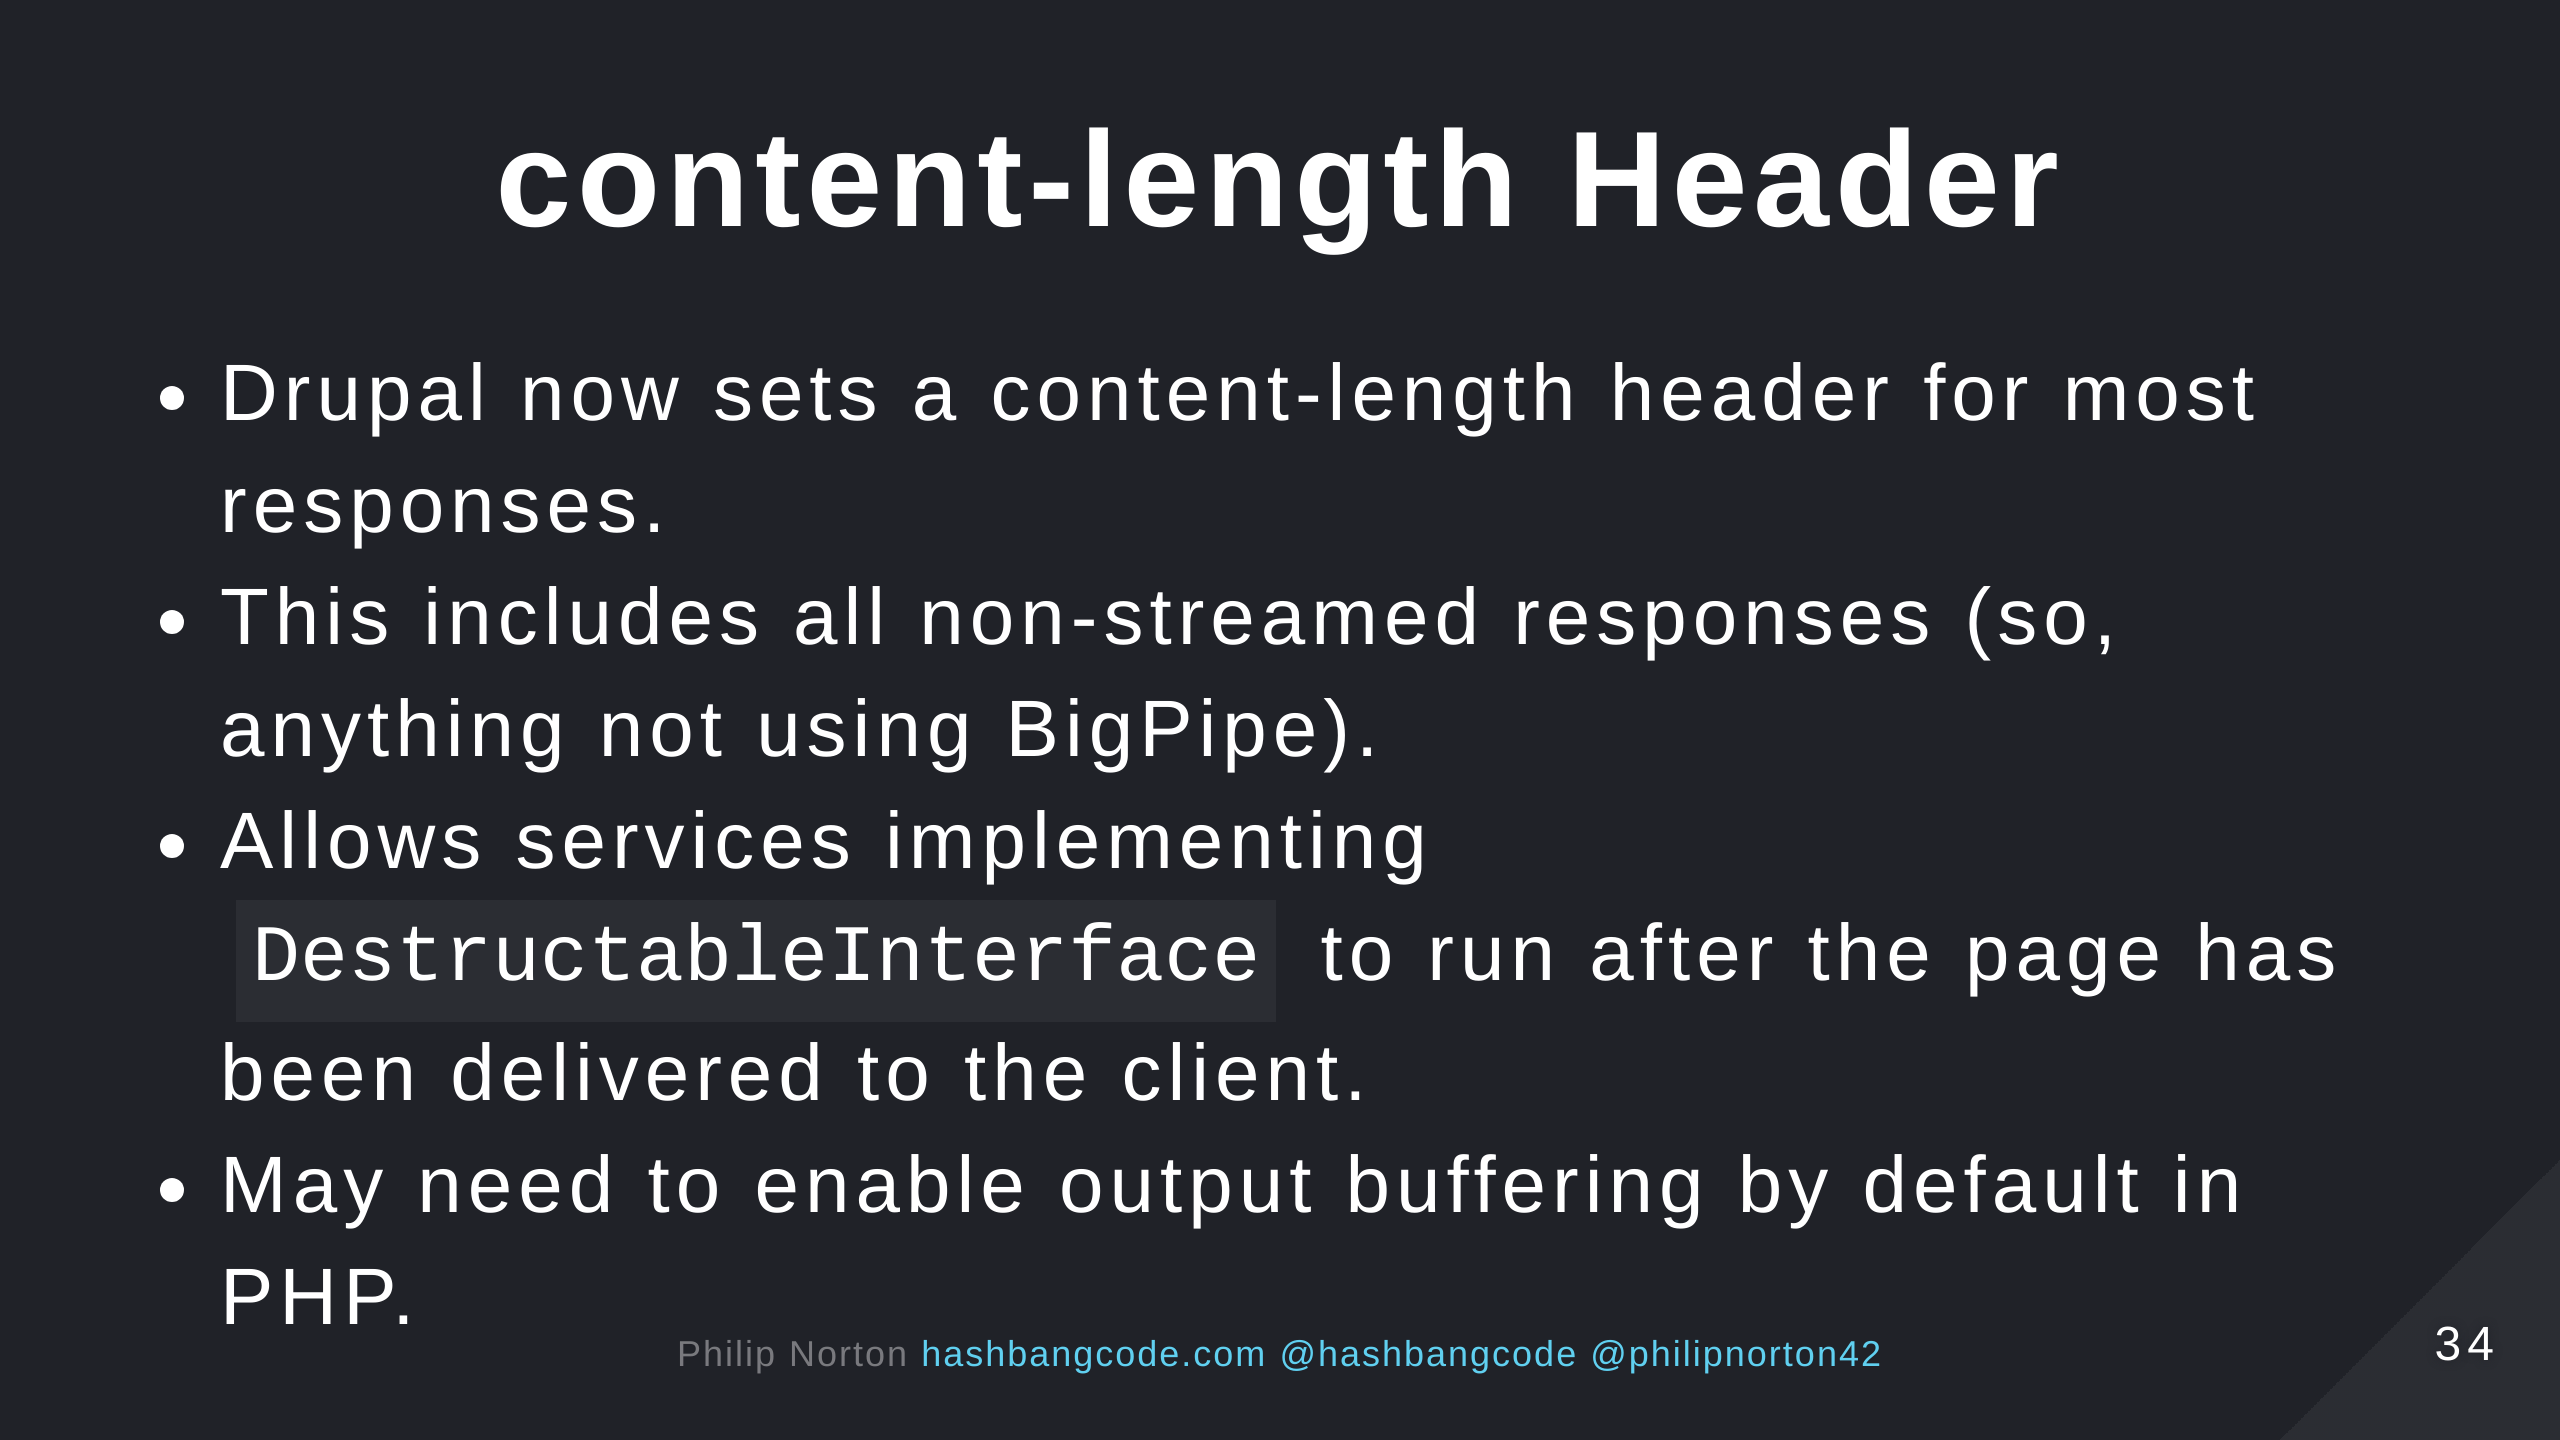 content-length Header
• Drupal now sets a content-length header for most
responses.
• This includes all non-streamed responses (so,
anything not using BigPipe).
• Allows services implementing
DestructableInterface to run after the page has
been delivered to the client.
• May need to enable output buffering by default in
PHP.
Philip Norton hashbangcode.com @hashbangcode @philipnorton42
34